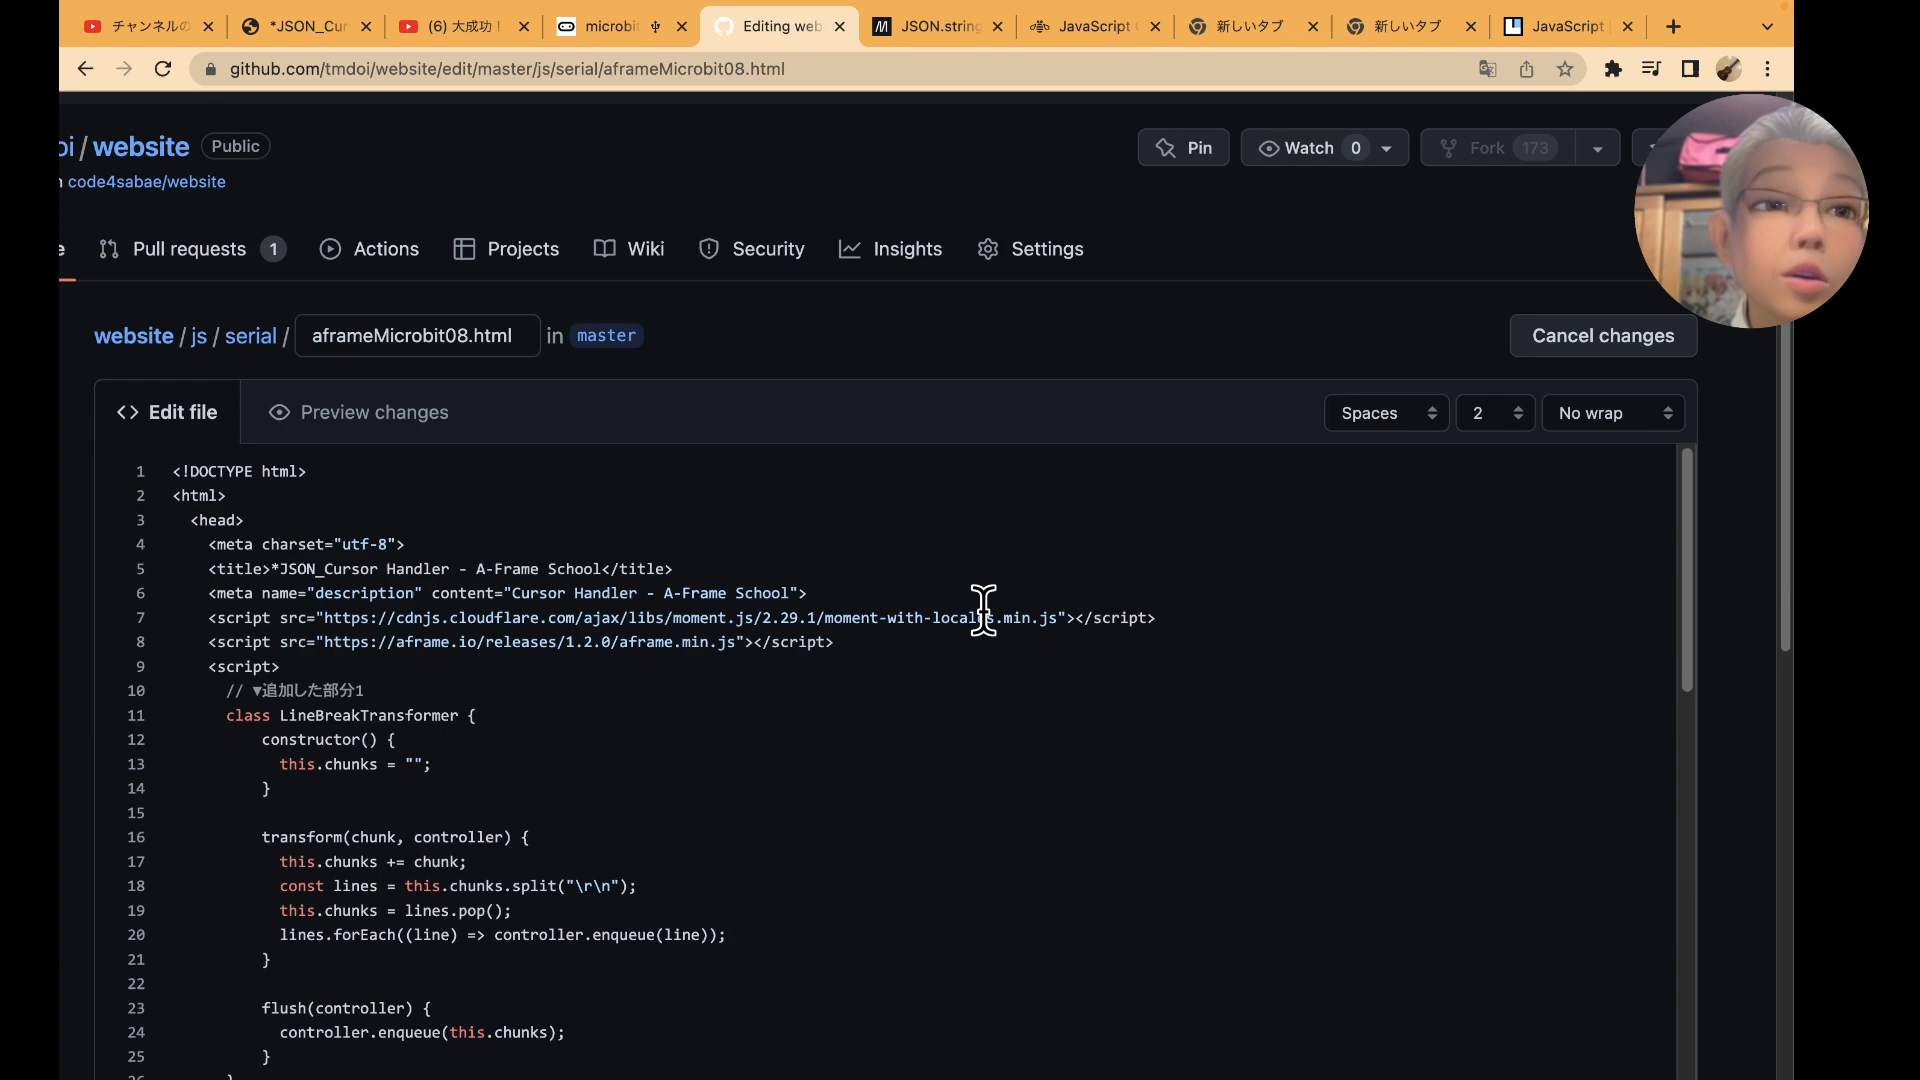 チャンネルの
*JSON_Cur
(6) 大成功！
microbit
Editing web
JSON.string
JavaScript
新しいタブ
新しいタブ
JavaScript
github.com/tmdoi/website/edit/master/js/serial/aframeMicrobit08.html
oi / website Public
Pin
Watch 0
Fork 173
code4sabae/website
Pull requests 1
Actions
Projects
Wiki
Security
Insights
Settings
website / js / serial / aframeMicrobit08.html in master
Cancel changes
<> Edit file
Preview changes
Spaces
2
No wrap
1 <!DOCTYPE html>
2 <html>
3 <head>
4 <meta charset="utf-8">
5 <title>*JSON_Cursor Handler - A-Frame School</title>
6 <meta name="description" content="Cursor Handler - A-Frame School">
7 <script src="https://cdnjs.cloudflare.com/ajax/libs/moment.js/2.29.1/moment-with-locales.min.js"></script>
8 <script src="https://aframe.io/releases/1.2.0/aframe.min.js"></script>
9 <script>
10 // ▼追加した部分1
11 class LineBreakTransformer {
12 constructor() {
13 this.chunks = "";
14 }
15
16 transform(chunk, controller) {
17 this.chunks += chunk;
18 const lines = this.chunks.split("\r\n");
19 this.chunks = lines.pop();
20 lines.forEach((line) => controller.enqueue(line));
21 }
22
23 flush(controller) {
24 controller.enqueue(this.chunks);
25 }